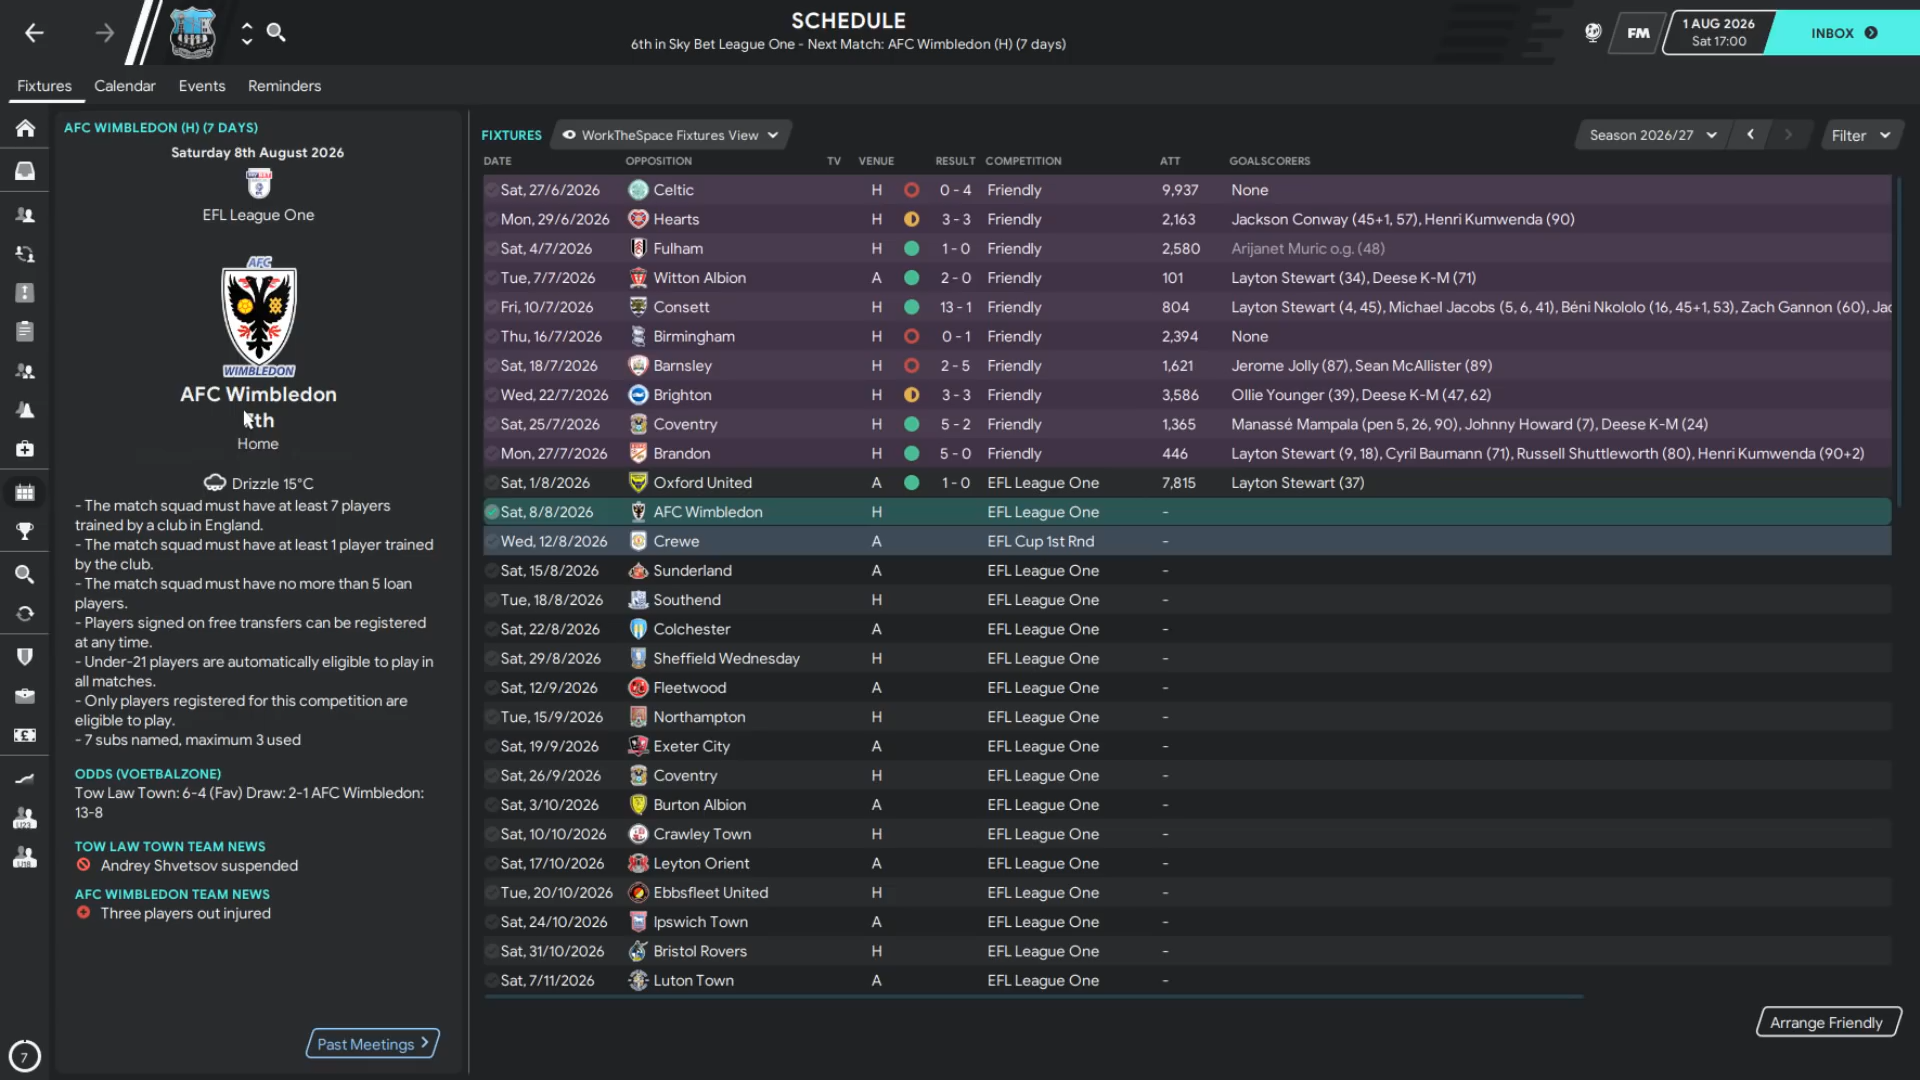 SCHEDULE
6th in Sky Bet League One - Next Match: AFC Wimbledon (H) (7 days)
FM
1 AUG 2026
Sat 17:00
INBOX
Fixtures Calendar Events Reminders
AFC WIMBLEDON (H) (7 DAYS)
Saturday 8th August 2026
EFL League One
AFC
WIMBLEDON
AFC Wimbledon
Home
Drizzle 15°C
- The match squad must have at least 7 players
trained by a club in England.
- The match squad must have at least 1 player trained
by the club.
- The match squad must have no more than 5 loan
players.
- Players signed on free transfers can be registered
at any time.
- Under-21 players are automatically eligible to play in
all matches.
- Only players registered for this competition are
eligible to play.
- 7 subs named, maximum 3 used
ODDS (VOETBALZONE)
Tow Law Town: 6-4 (Fav) Draw: 2-1 AFC Wimbledon:
13-8
TOW LAW TOWN TEAM NEWS
Andrey Shvetsov suspended
AFC WIMBLEDON TEAM NEWS
Three players out injured
Past Meetings
7
FIXTURES WorkTheSpace Fixtures View Season 2026/27 Filter
DATE OPPOSITION TV VENUE RESULT COMPETITION ATT GOALSCORERS
Sat, 27/6/2026 Celtic H 0 - 4 Friendly 9,937 None
Mon, 29/6/2026 Hearts H 3 - 3 Friendly 2,163 Jackson Conway (45+1, 57), Henri Kumwenda (90)
Sat, 4/7/2026 Fulham H 1 - 0 Friendly 2,580 Arijanet Muric o.g. (48)
Tue, 7/7/2026 Witton Albion A 2 - 0 Friendly 101 Layton Stewart (34), Deese K-M (71)
Fri, 10/7/2026 Consett H 13 - 1 Friendly 804 Layton Stewart (4, 45), Michael Jacobs (5, 6, 41), Béni Nkololo (16, 45+1, 53), Zach Gannon (60), Jac
Thu, 16/7/2026 Birmingham H 0 - 1 Friendly 2,394 None
Sat, 18/7/2026 Barnsley H 2 - 5 Friendly 1,621 Jerome Jolly (87), Sean McAllister (89)
Wed, 22/7/2026 Brighton H 3 - 3 Friendly 3,586 Ollie Younger (39), Deese K-M (47, 62)
Sat, 25/7/2026 Coventry H 5 - 2 Friendly 1,365 Manassé Mampala (pen 5, 26, 90), Johnny Howard (7), Deese K-M (24)
Mon, 27/7/2026 Brandon H 5 - 0 Friendly 446 Layton Stewart (9, 18), Cyril Baumann (71), Russell Shuttleworth (80), Henri Kumwenda (90+2)
Sat, 1/8/2026 Oxford United A 1 - 0 EFL League One 7,815 Layton Stewart (37)
Sat, 8/8/2026 AFC Wimbledon H EFL League One -
Wed, 12/8/2026 Crewe A EFL Cup 1st Rnd -
Sat, 15/8/2026 Sunderland A EFL League One -
Tue, 18/8/2026 Southend H EFL League One -
Sat, 22/8/2026 Colchester A EFL League One -
Sat, 29/8/2026 Sheffield Wednesday H EFL League One -
Sat, 12/9/2026 Fleetwood A EFL League One -
Tue, 15/9/2026 Northampton H EFL League One -
Sat, 19/9/2026 Exeter City A EFL League One -
Sat, 26/9/2026 Coventry H EFL League One -
Sat, 3/10/2026 Burton Albion A EFL League One -
Sat, 10/10/2026 Crawley Town H EFL League One -
Sat, 17/10/2026 Leyton Orient A EFL League One -
Tue, 20/10/2026 Ebbsfleet United H EFL League One -
Sat, 24/10/2026 Ipswich Town A EFL League One -
Sat, 31/10/2026 Bristol Rovers H EFL League One -
Sat, 7/11/2026 Luton Town A EFL League One -
Arrange Friendly